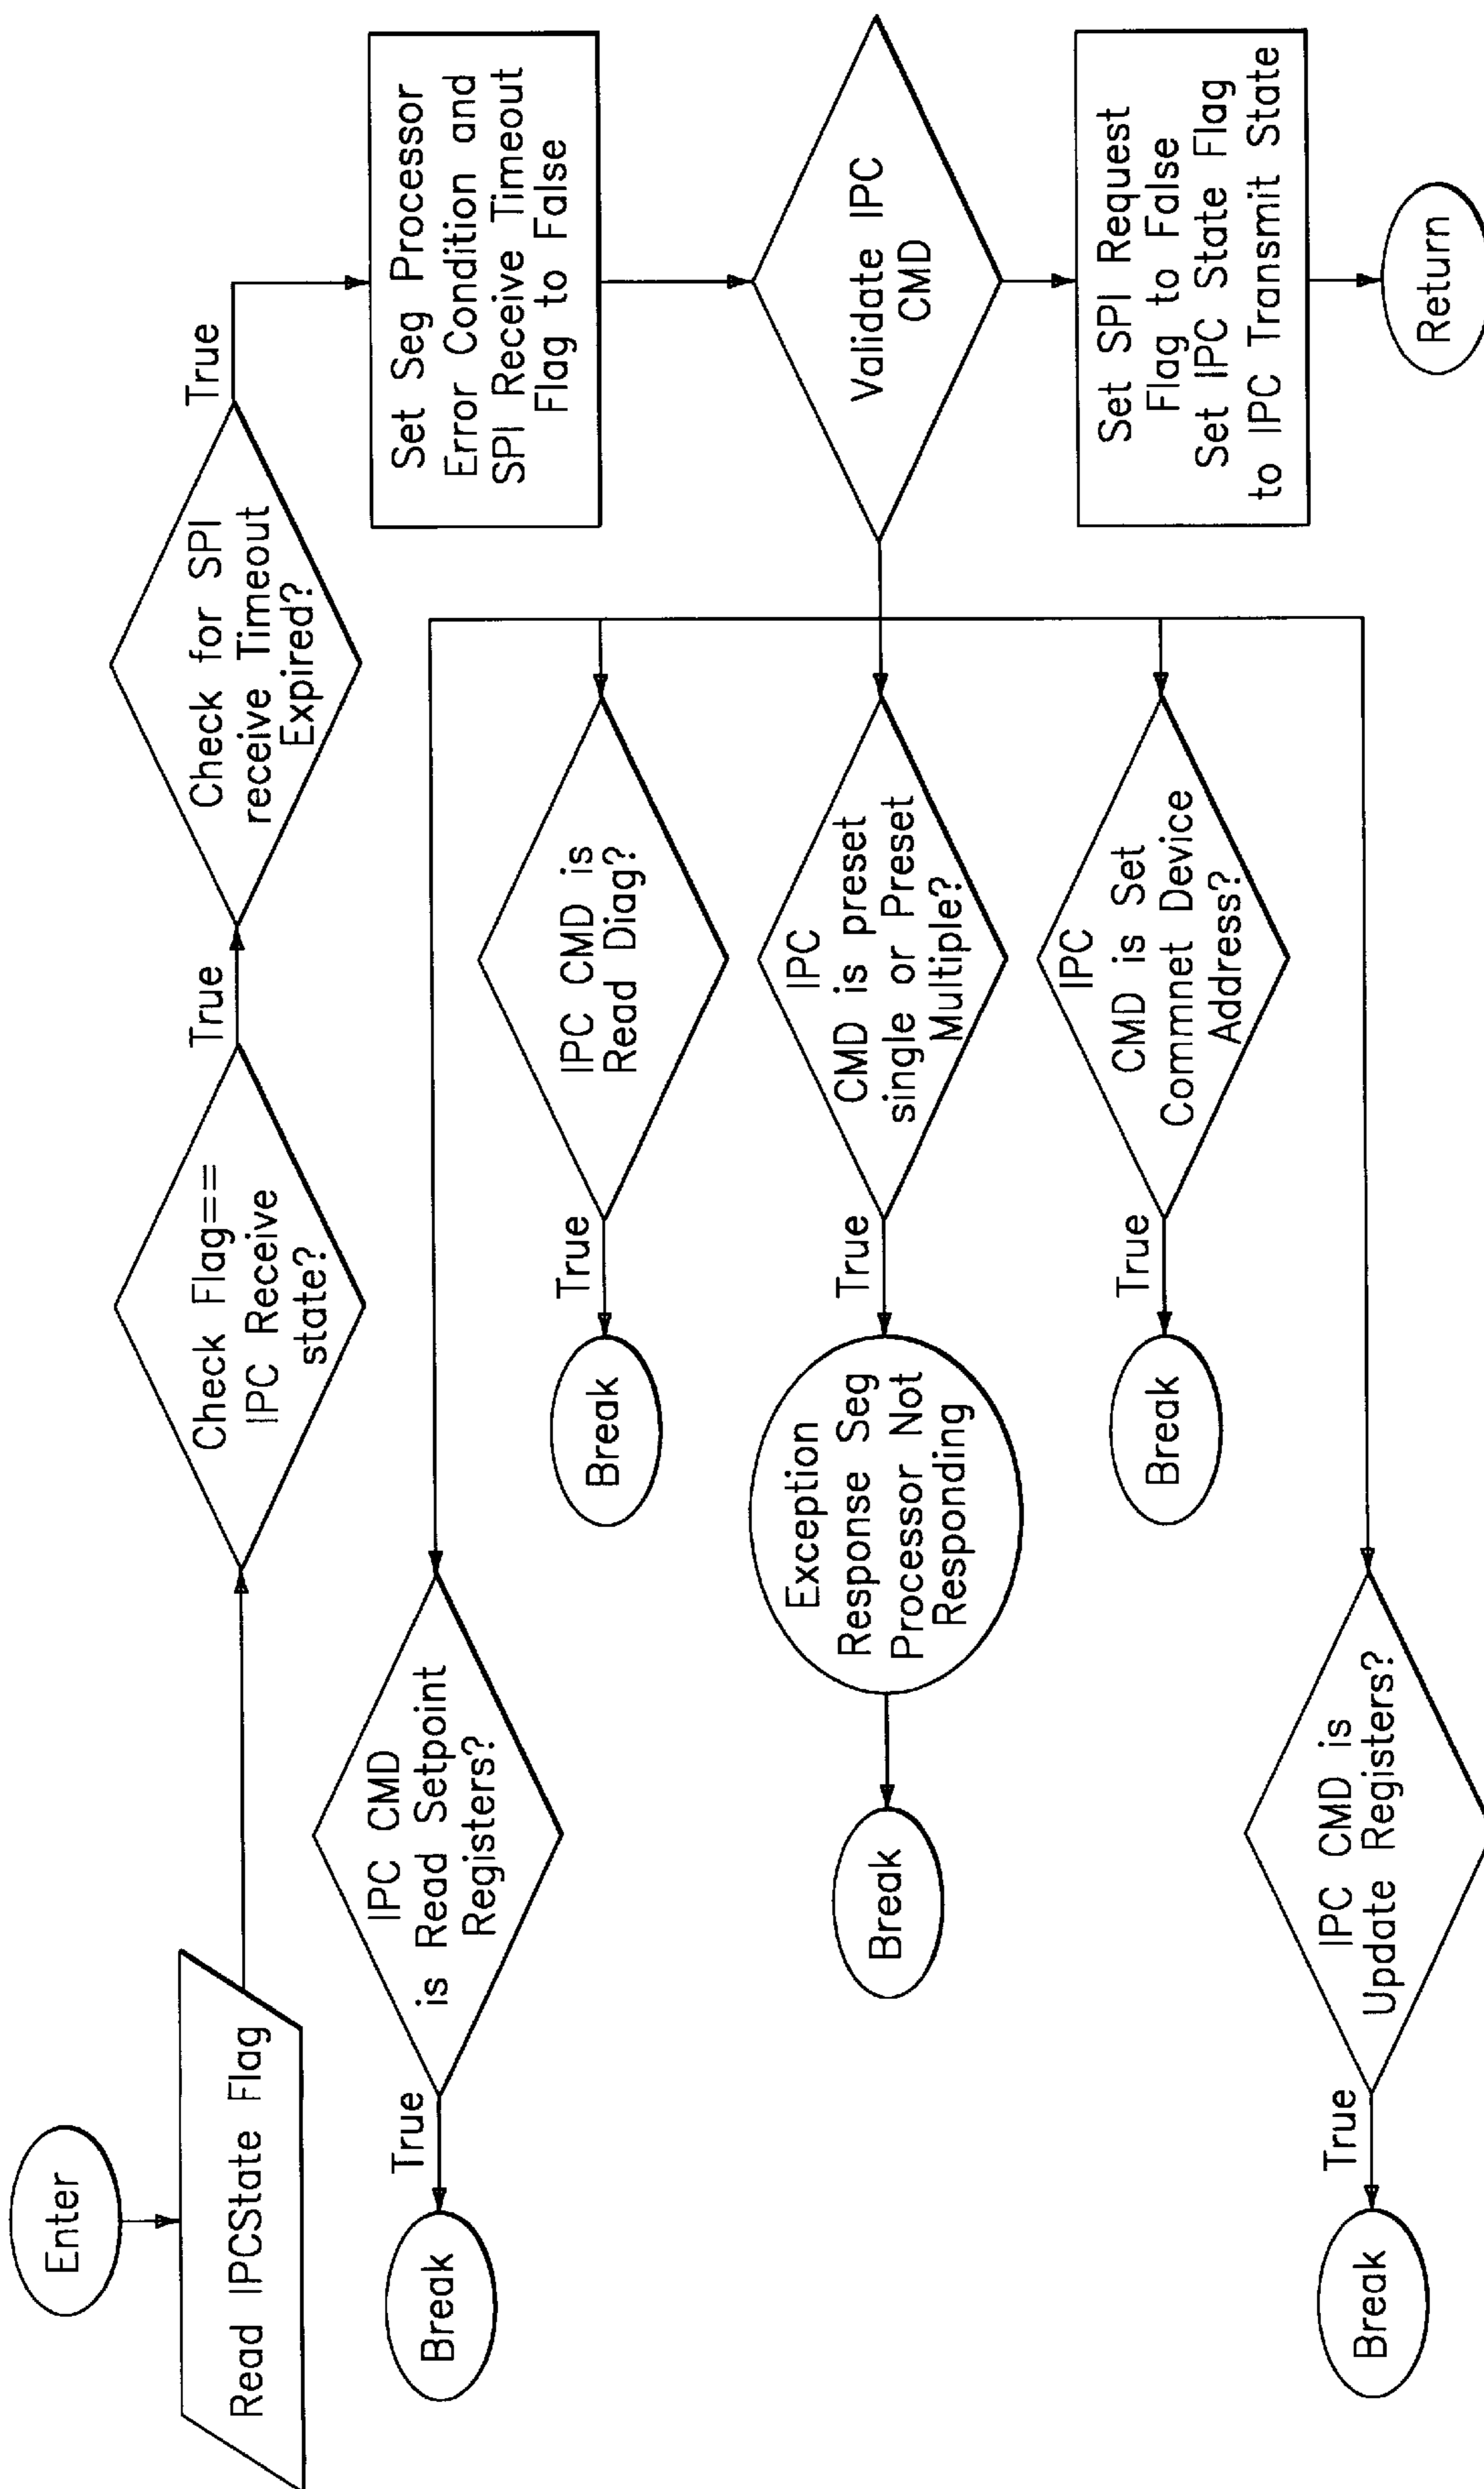 Enter
Read IPCState Flag
Check Flag==
IPC Receive
state?
True
Check for SPI
receive Timeout
Expired?
True
Set Seg Processor
Error Condition and
SPI Receive Timeout
Flag to False
Validate IPC
CMD
Set SPI Request
Flag to False
Set IPC State Flag
to IPC Transmit State
Return
IPC CMD
is Read Setpoint
Registers?
True
Break
IPC CMD is
Read Diag?
True
Break
IPC
CMD is preset
single or Preset
Multiple?
True
Exception
Response Seg
Processor Not
Responding
Break
IPC
CMD is Set
Commnet Device
Address?
True
Break
IPC CMD is
Update Registers?
True
Break